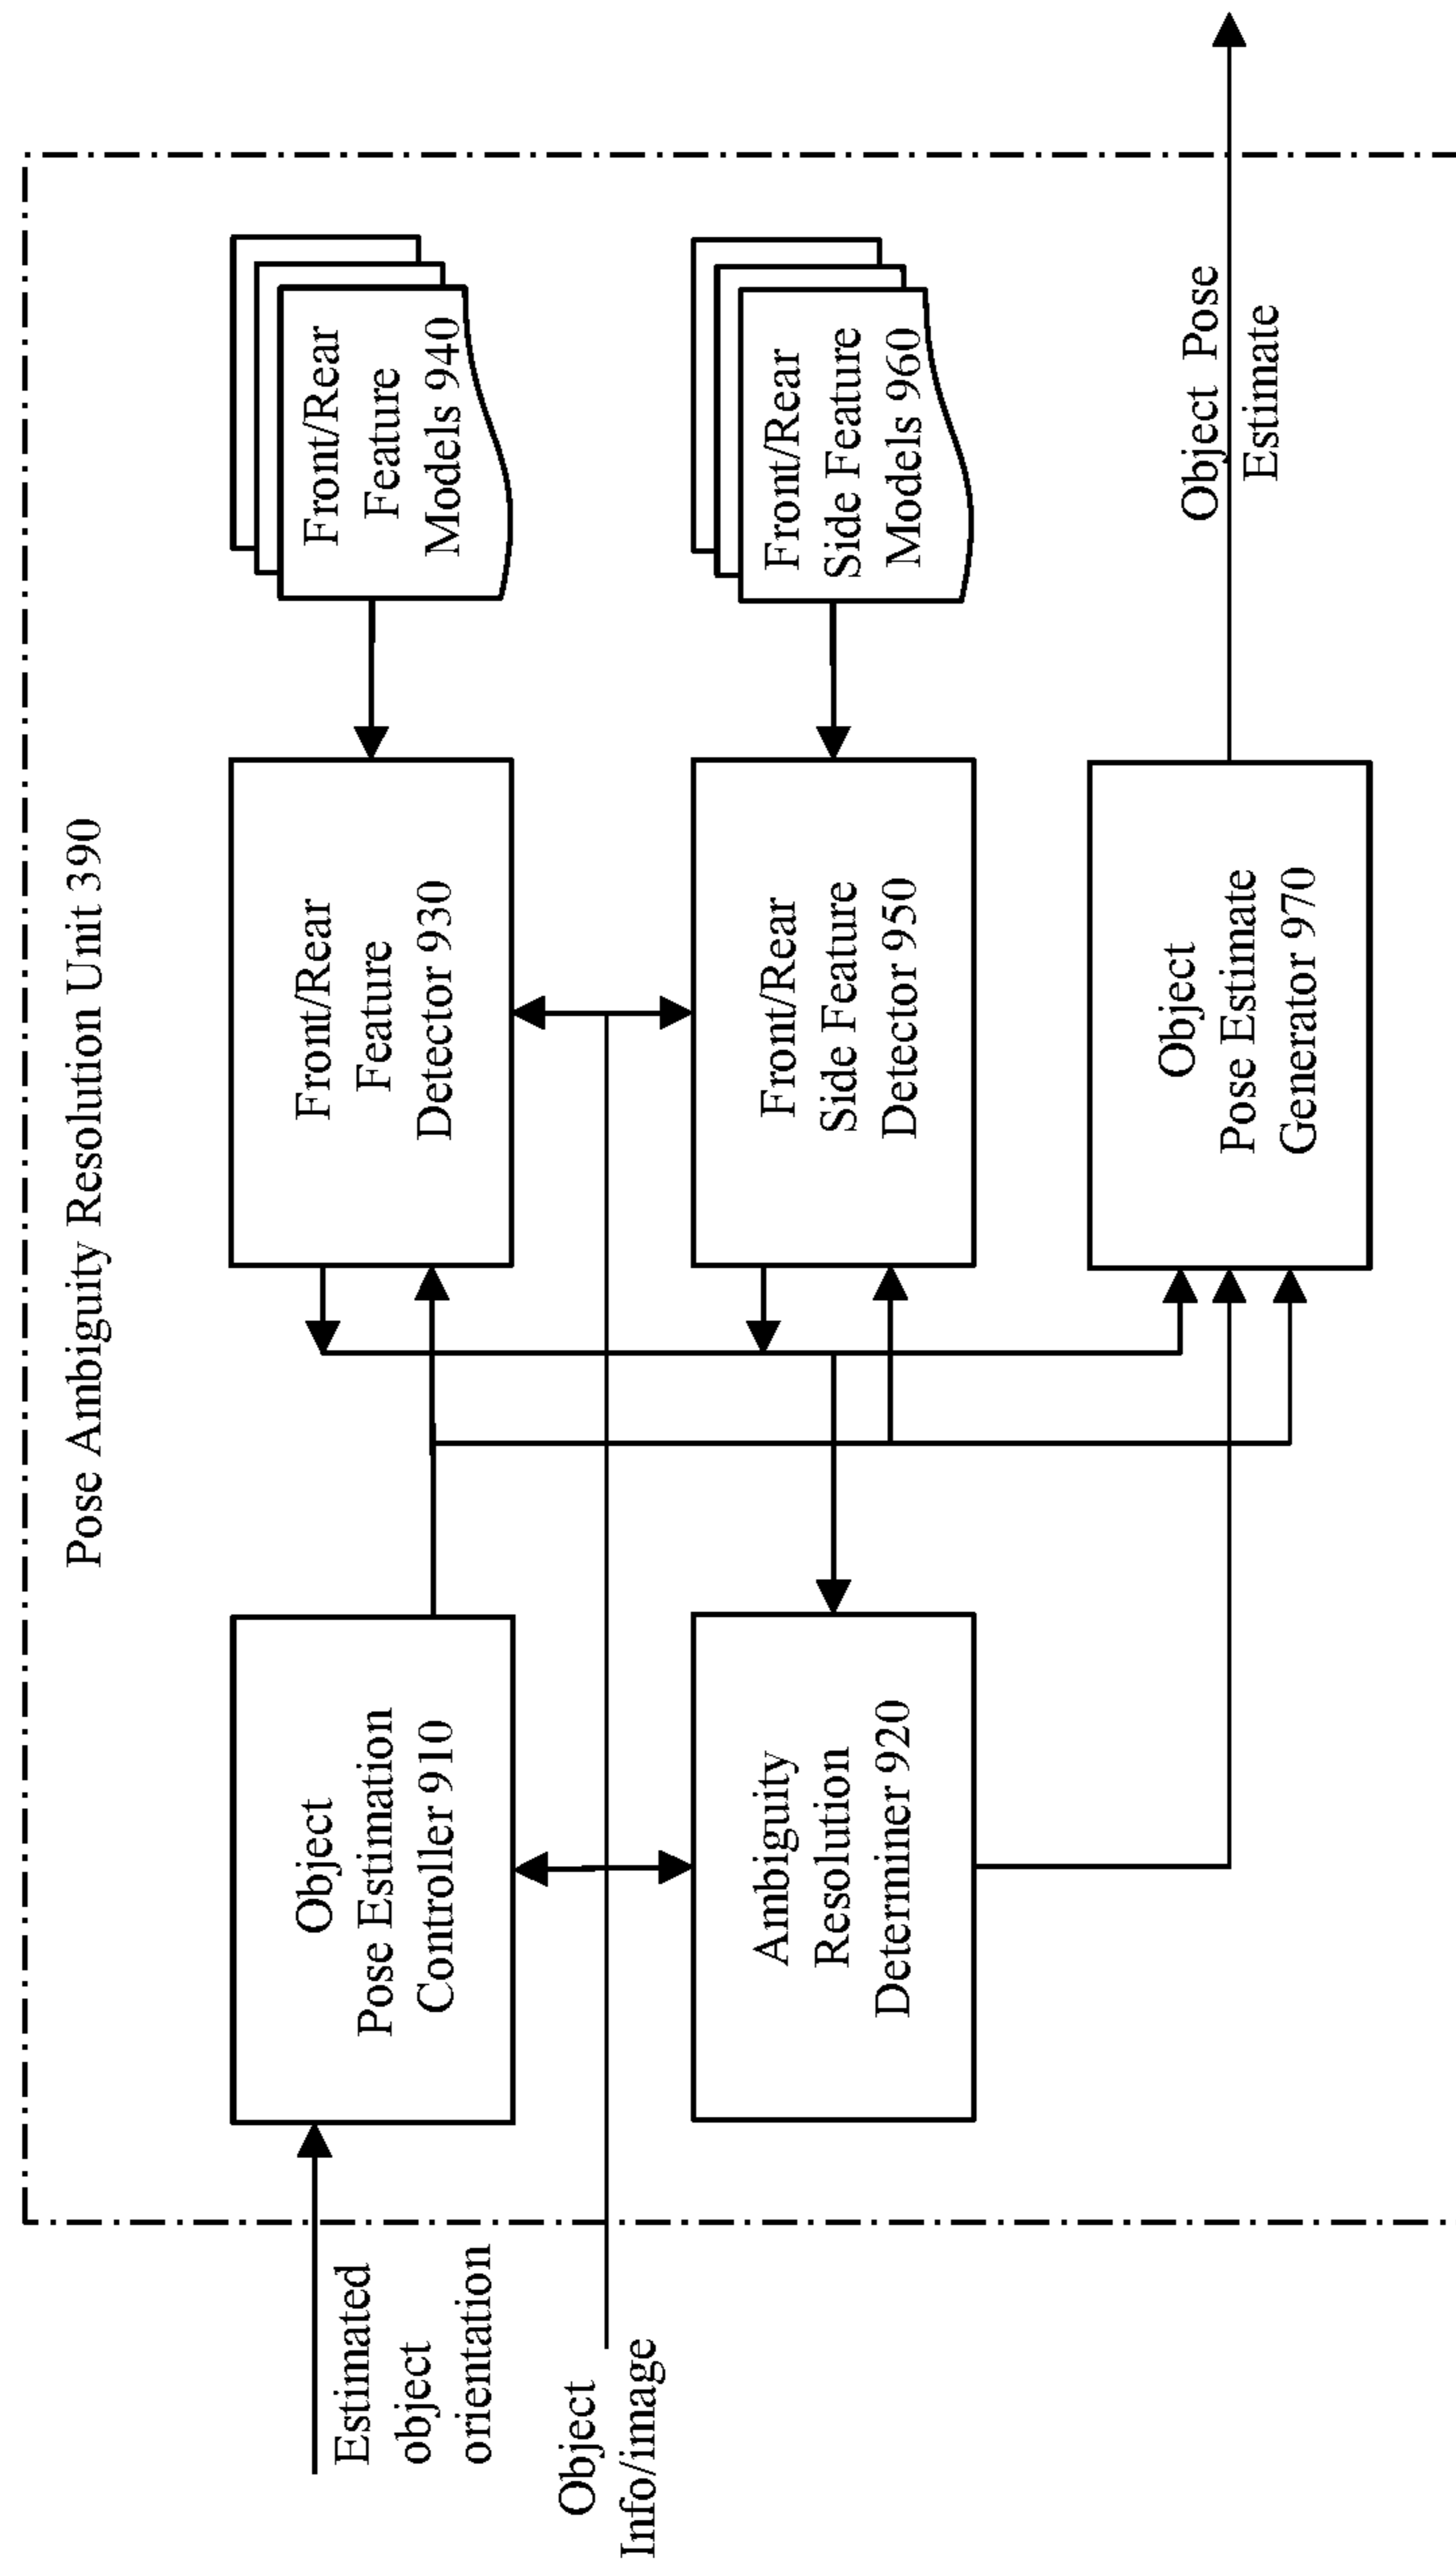 Pose Ambiguity Resolution Unit 390
Estimated
object
orientation
Object
Info/image
Object
Pose Estimation
Controller 910
Front/Rear
Feature
Detector 930
Front/Rear
Feature
Models 940
Ambiguity
Resolution
Determiner 920
Front/Rear
Side Feature
Detector 950
Front/Rear
Side Feature
Models 960
Object
Pose Estimate
Generator 970
Object Pose
Estimate